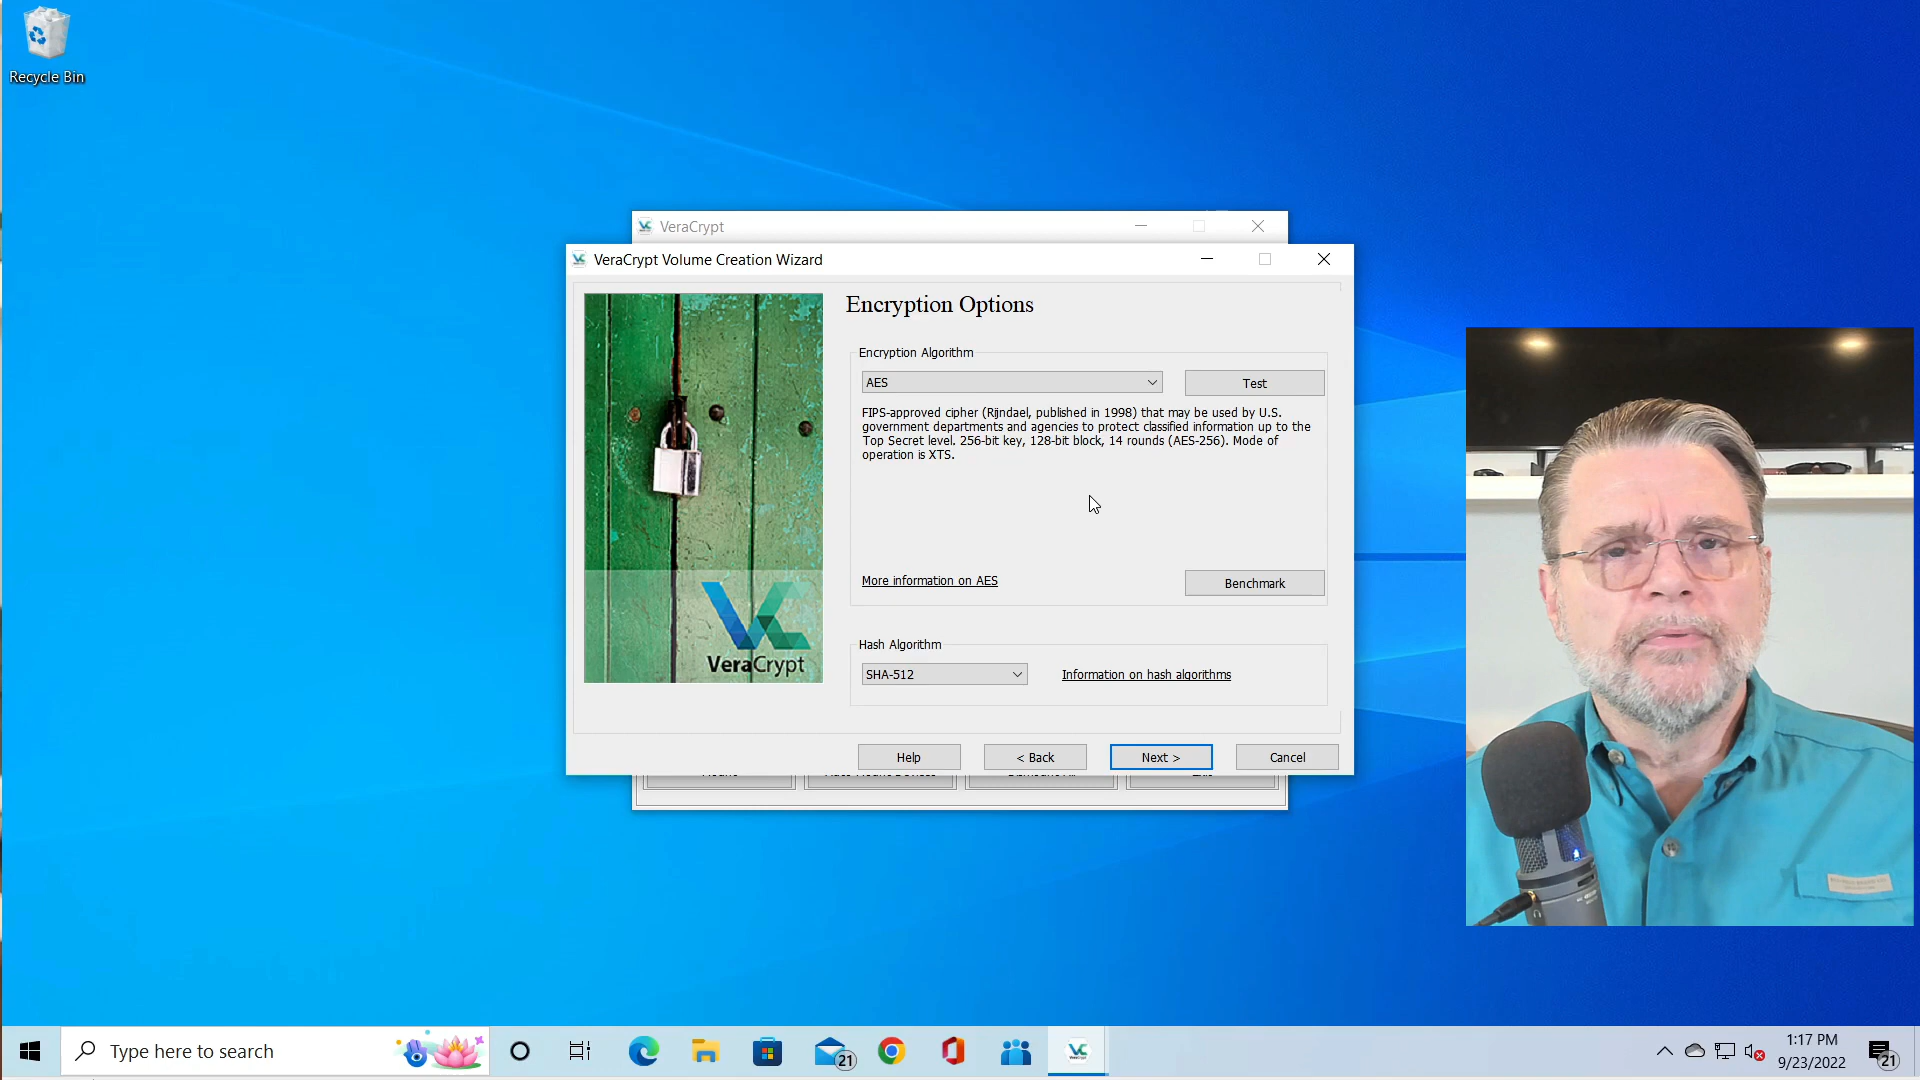 Recycle Bin
VeraCrypt
VeraCrypt Volume Creation Wizard
Encryption Options
Encryption Algorithm
AES
Test
FIPS-approved cipher (Rijndael, published in 1998) that may be used by U.S.
government departments and agencies to protect classified information up to the
Top Secret level. 256-bit key, 128-bit block, 14 rounds (AES-256). Mode of
operation is XTS.
More information on AES
Benchmark
VeraCrypt
Hash Algorithm
SHA-512
Information on hash algorithms
Help
< Back
Next >
Cancel
Type here to search
21
1:17 PM
9/23/2022
21